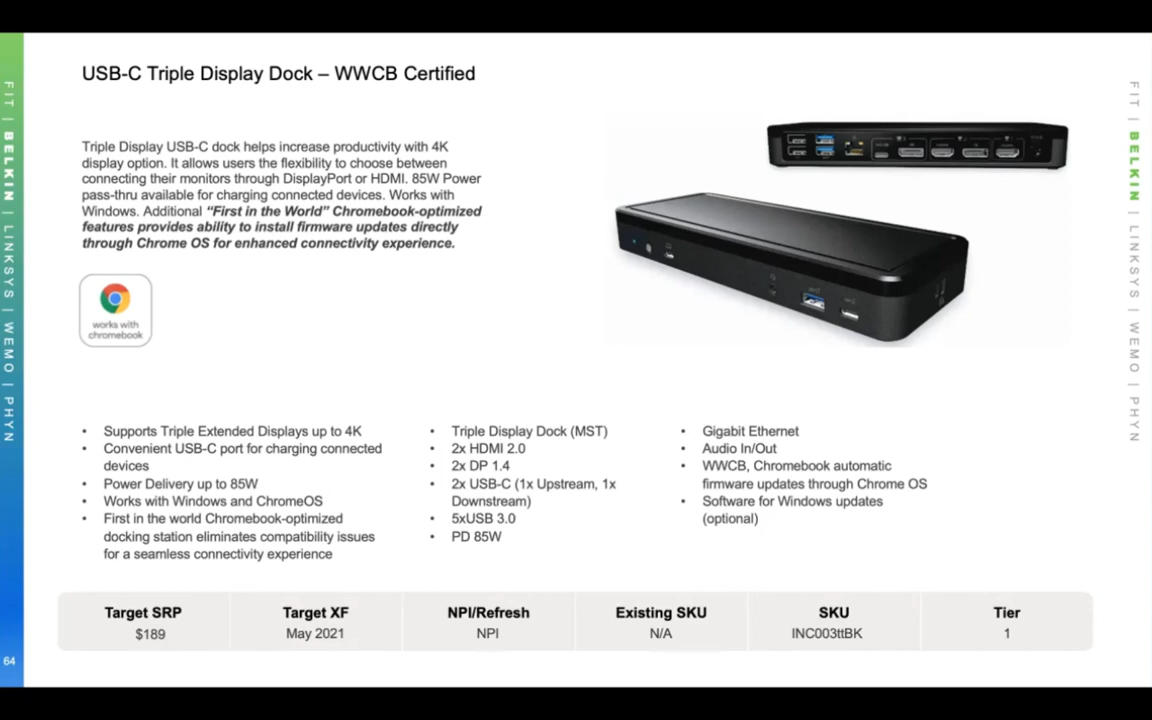 USB-C Triple Display Dock – WWCB Certified
Triple Display USB-C dock helps increase productivity with 4K
display option. It allows users the flexibility to choose between
connecting their monitors through DisplayPort or HDMI. 85W Power
pass-thru available for charging connected devices. Works with
Windows. Additional “First in the World” Chromebook-optimized
features provides ability to install firmware updates directly
through Chrome OS for enhanced connectivity experience.
works with
chromebook
• Supports Triple Extended Displays up to 4K
• Convenient USB-C port for charging connected
devices
• Power Delivery up to 85W
• Works with Windows and ChromeOS
• First in the world Chromebook-optimized
docking station eliminates compatibility issues
for a seamless connectivity experience
• Triple Display Dock (MST)
• 2x HDMI 2.0
• 2x DP 1.4
• 2x USB-C (1x Upstream, 1x
Downstream)
• 5xUSB 3.0
• PD 85W
• Gigabit Ethernet
• Audio In/Out
• WWCB, Chromebook automatic
firmware updates through Chrome OS
• Software for Windows updates
(optional)
Target SRP
$189
Target XF
May 2021
NPI/Refresh
NPI
Existing SKU
N/A
SKU
INC003ttBK
Tier
1
FIT | BELKIN | LINKSYS | WEMO | PHYN
64
FIT | BELKIN | LINKSYS | WEMO | PHYN